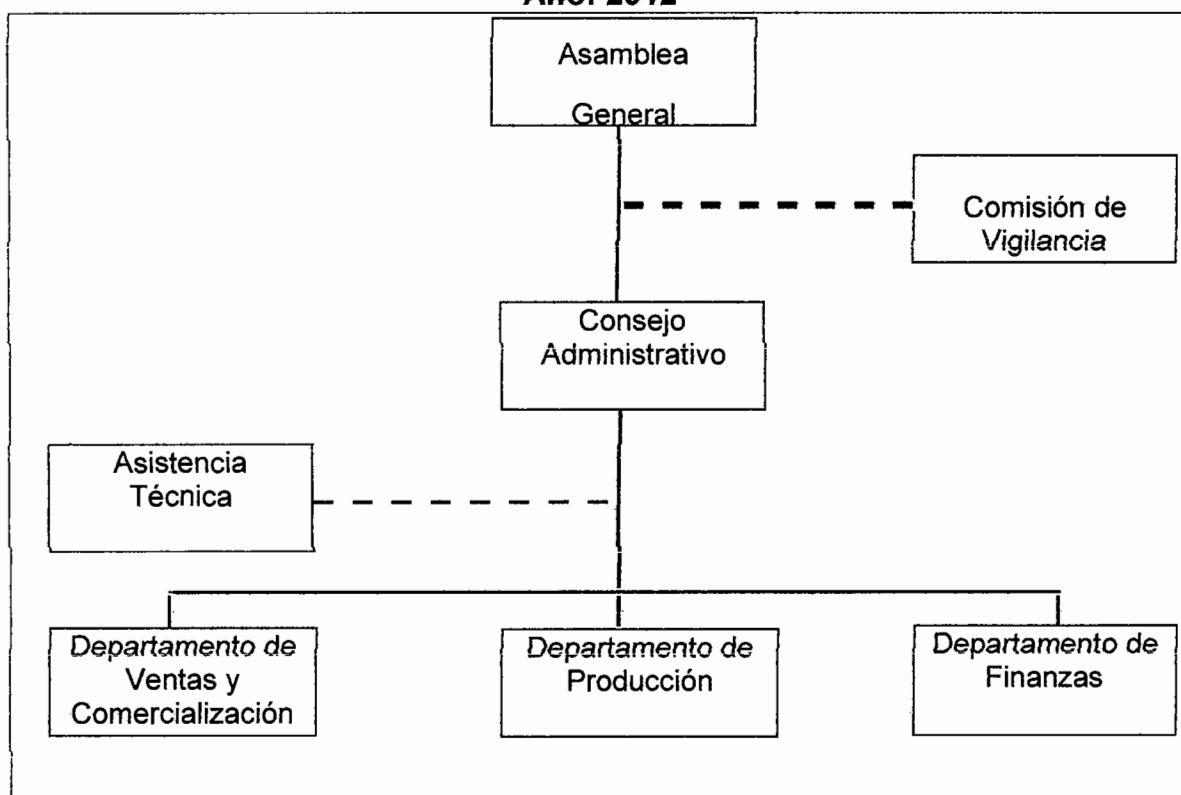 Asamblea
General
Comisión de
Vigilancia
Consejo
Administrativo
Asistencia
Técnica
Departamento de
Ventas y
Comercialización
Departamento de
Producción
Departamento de
Finanzas